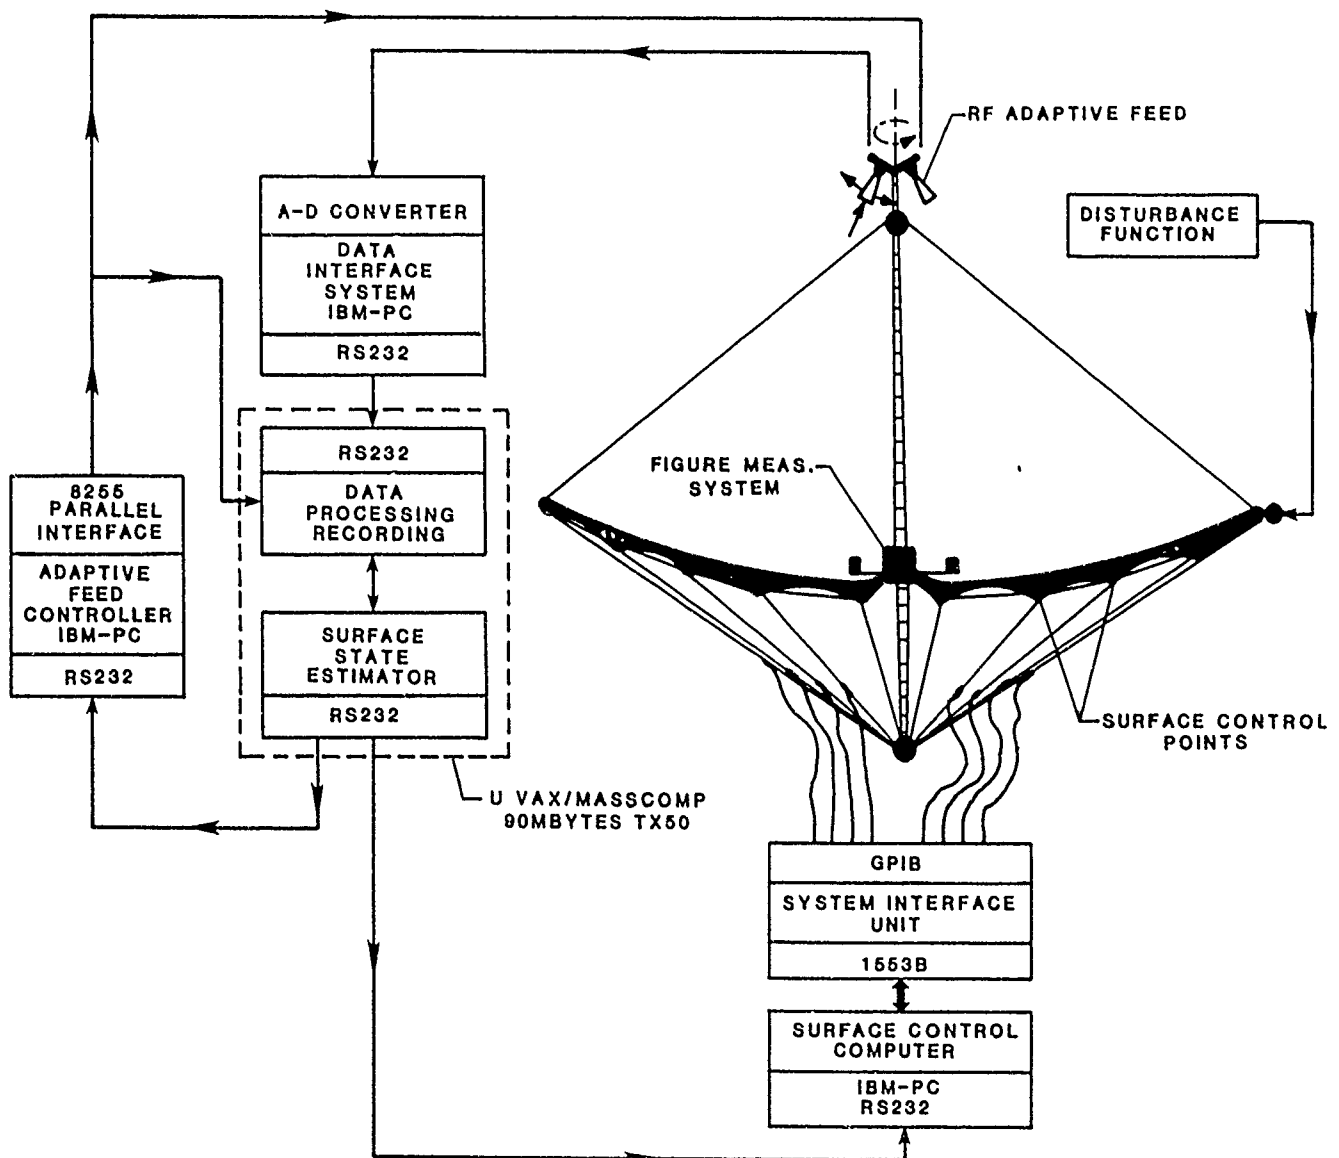 RF ADAPTIVE FEED
A-D CONVERTER
DATA
INTERFACE
SYSTEM
IBM-PC
RS232
DISTURBANCE
FUNCTION
RS232
DATA
PROCESSING
RECORDING
FIGURE MEAS.
SYSTEM
8255
PARALLEL
INTERFACE
ADAPTIVE
FEED
CONTROLLER
IBM-PC
RS232
SURFACE
STATE
ESTIMATOR
RS232
SURFACE CONTROL
POINTS
U VAX/MASSCOMP
90MBYTES TX50
GPIB
SYSTEM INTERFACE
UNIT
1553B
SURFACE CONTROL
COMPUTER
IBM-PC
RS232